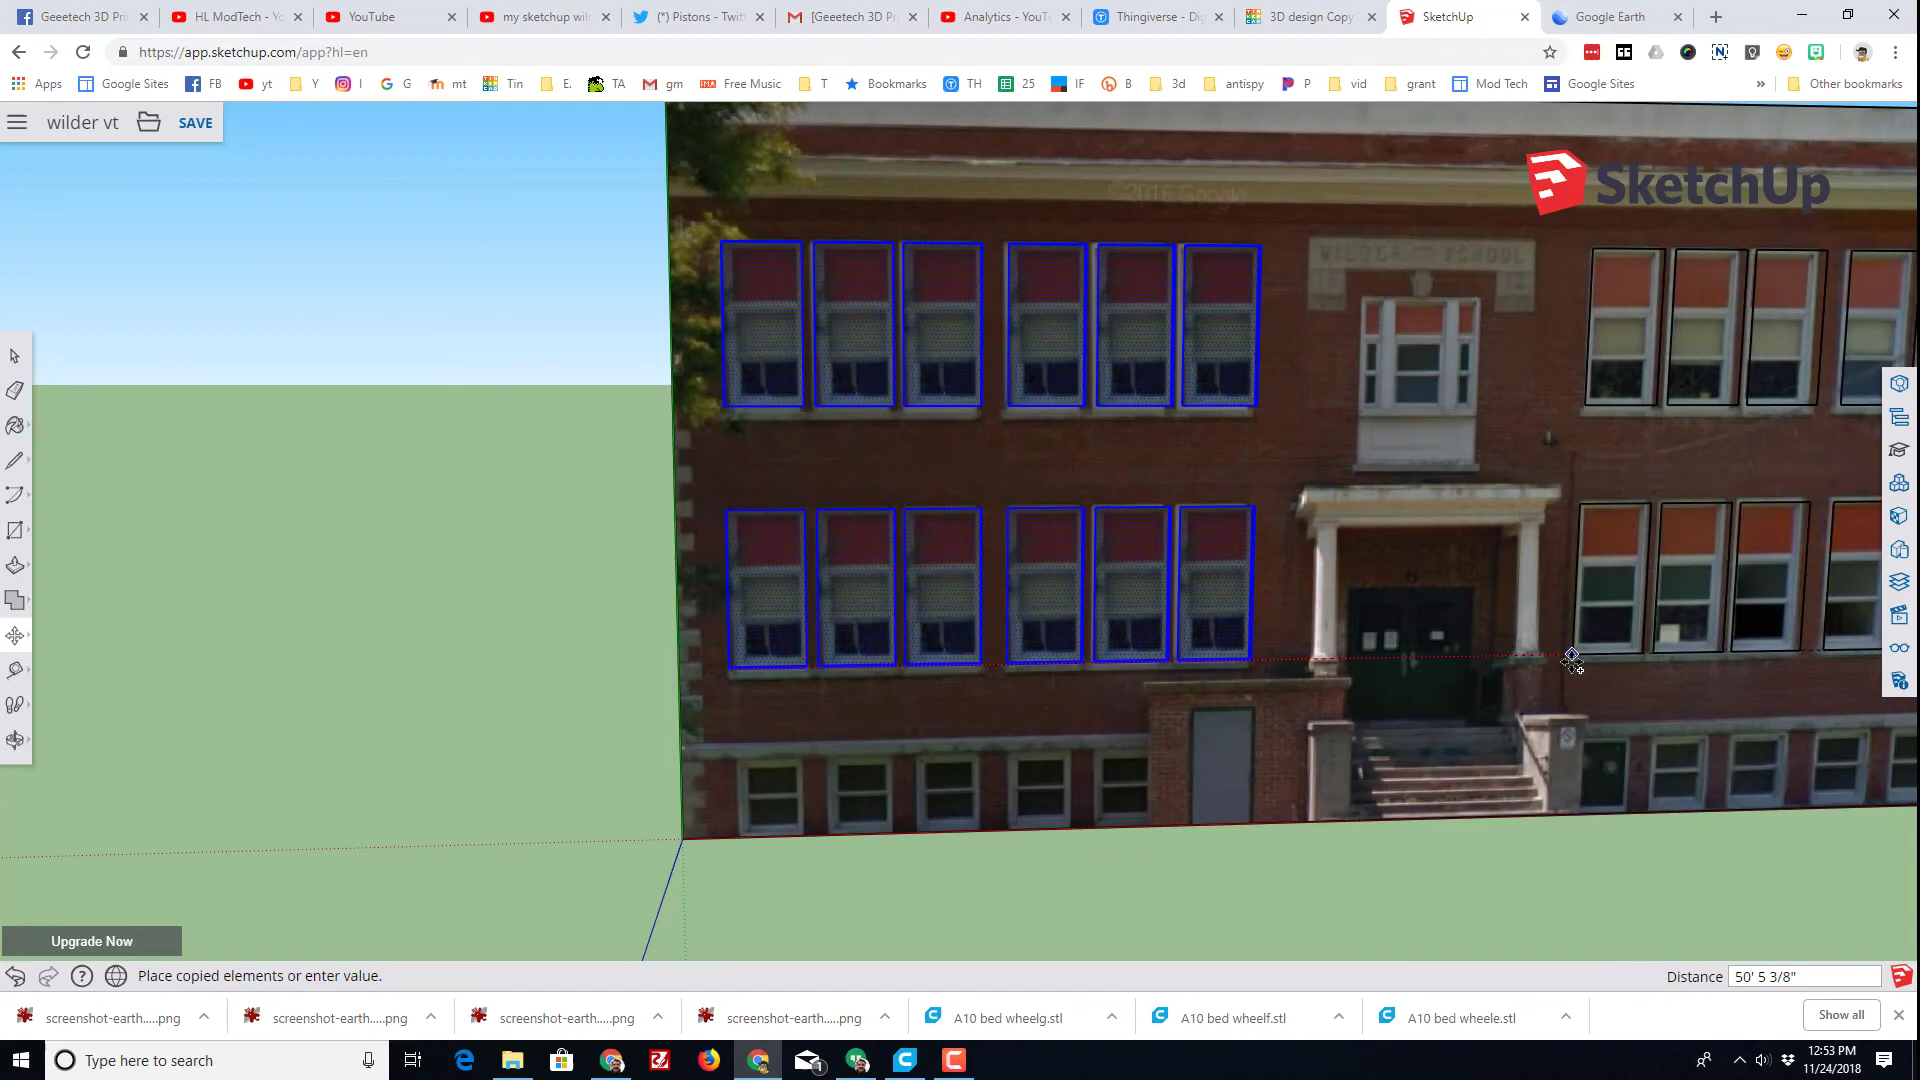 Geeetech 3D Pri
HL ModTech - Yo
YouTube
my sketchup wil
(*) Pistons - Twit
[Geeetech 3D Pr
Analytics - YouT
Thingiverse - Dig
3D design Copy
SketchUp
Google Earth
https://app.sketchup.com/app?hl=en
Apps
Google Sites
FB
yt
Y
I
G
mt
Tin
E.
TA
gm
Free Music
T
Bookmarks
TH
25
IF
B
3d
antispy
P
vid
grant
Mod Tech
Google Sites
»
Other bookmarks
wilder vt
SAVE
SketchUp
Google
SCHOOL
Upgrade Now
Place copied elements or enter value.
Distance
50' 5 3/8"
screenshot-earth.....png
screenshot-earth.....png
screenshot-earth.....png
screenshot-earth.....png
A10 bed wheelg.stl
A10 bed wheelf.stl
A10 bed wheele.stl
Show all
Type here to search
1
12:53 PM
11/24/2018